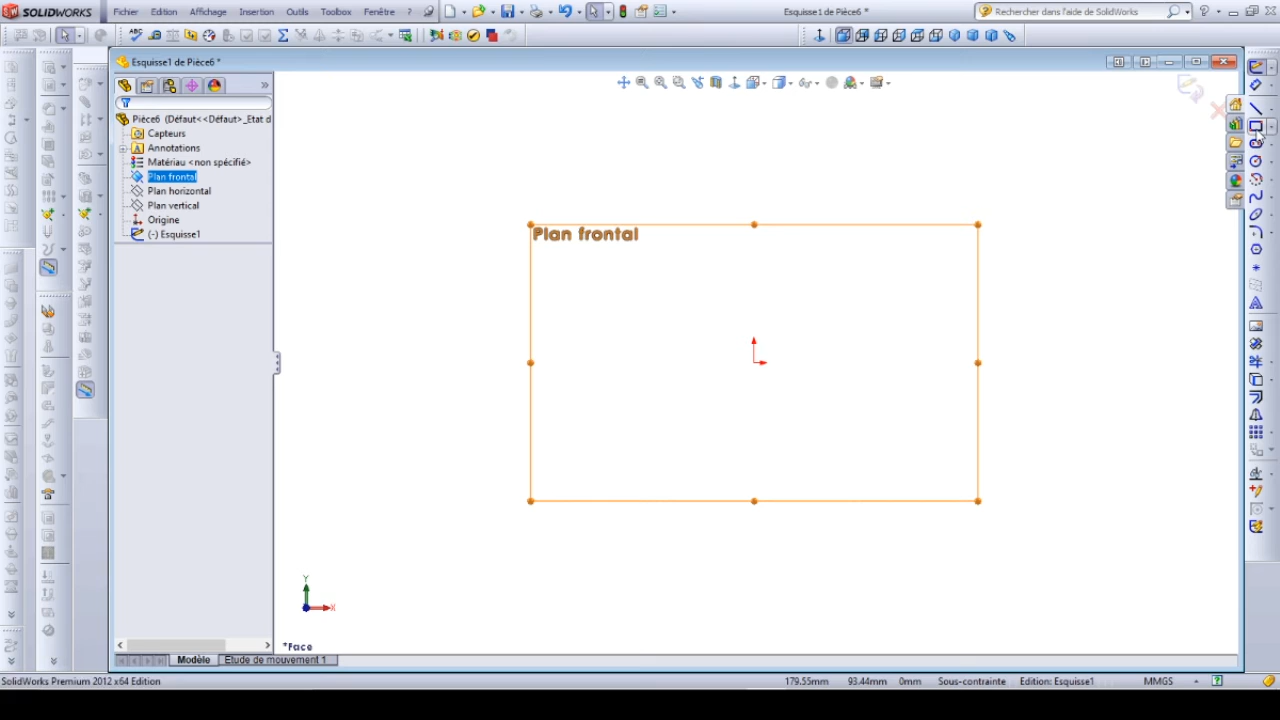 SOLIDWORKS
Fichier Edition Affichage Insertion Outils Toolbox Fenêtre ?
Esquisse1 de Pièce6 *
Rechercher dans l'aide de SolidWorks
Esquisse1 de Pièce6 *
Pièce6 (Défaut<<Défaut>_Etat d
Capteurs
Annotations
Matériau <non spécifié>
Plan frontal
Plan horizontal
Plan vertical
Origine
(-) Esquisse1
Plan frontal
Y
X
*Face
Modèle Etude de mouvement 1
SolidWorks Premium 2012 x64 Edition
179.55mm 93.44mm 0mm Sous-contrainte Edition: Esquisse1 MMGS